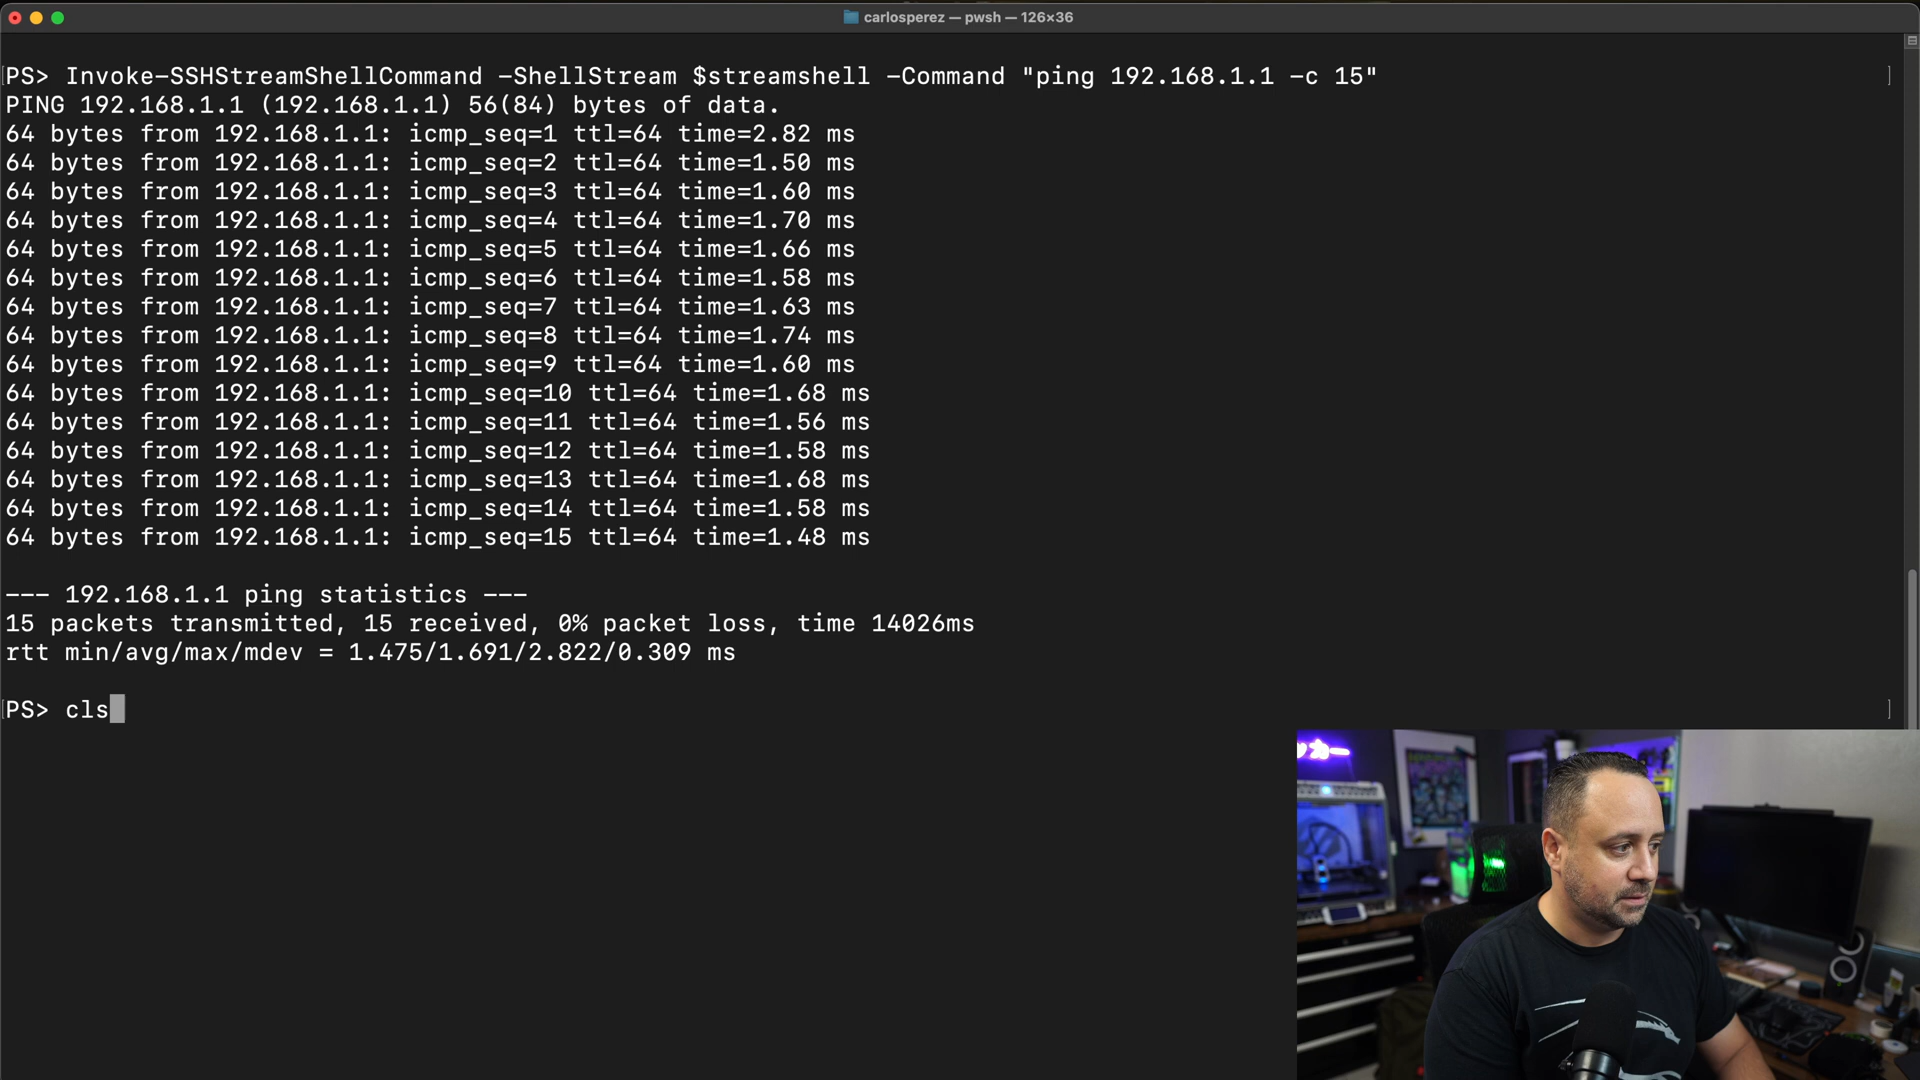 carlosperez — pwsh — 126×36
PS> Invoke-SSHStreamShellCommand -ShellStream $streamshell -Command "ping 192.168.1.1 -c 15"
PING 192.168.1.1 (192.168.1.1) 56(84) bytes of data.
64 bytes from 192.168.1.1: icmp_seq=1 ttl=64 time=2.82 ms
64 bytes from 192.168.1.1: icmp_seq=2 ttl=64 time=1.50 ms
64 bytes from 192.168.1.1: icmp_seq=3 ttl=64 time=1.60 ms
64 bytes from 192.168.1.1: icmp_seq=4 ttl=64 time=1.70 ms
64 bytes from 192.168.1.1: icmp_seq=5 ttl=64 time=1.66 ms
64 bytes from 192.168.1.1: icmp_seq=6 ttl=64 time=1.58 ms
64 bytes from 192.168.1.1: icmp_seq=7 ttl=64 time=1.63 ms
64 bytes from 192.168.1.1: icmp_seq=8 ttl=64 time=1.74 ms
64 bytes from 192.168.1.1: icmp_seq=9 ttl=64 time=1.60 ms
64 bytes from 192.168.1.1: icmp_seq=10 ttl=64 time=1.68 ms
64 bytes from 192.168.1.1: icmp_seq=11 ttl=64 time=1.56 ms
64 bytes from 192.168.1.1: icmp_seq=12 ttl=64 time=1.58 ms
64 bytes from 192.168.1.1: icmp_seq=13 ttl=64 time=1.68 ms
64 bytes from 192.168.1.1: icmp_seq=14 ttl=64 time=1.58 ms
64 bytes from 192.168.1.1: icmp_seq=15 ttl=64 time=1.48 ms
--- 192.168.1.1 ping statistics ---
15 packets transmitted, 15 received, 0% packet loss, time 14026ms
rtt min/avg/max/mdev = 1.475/1.691/2.822/0.309 ms
PS> cls